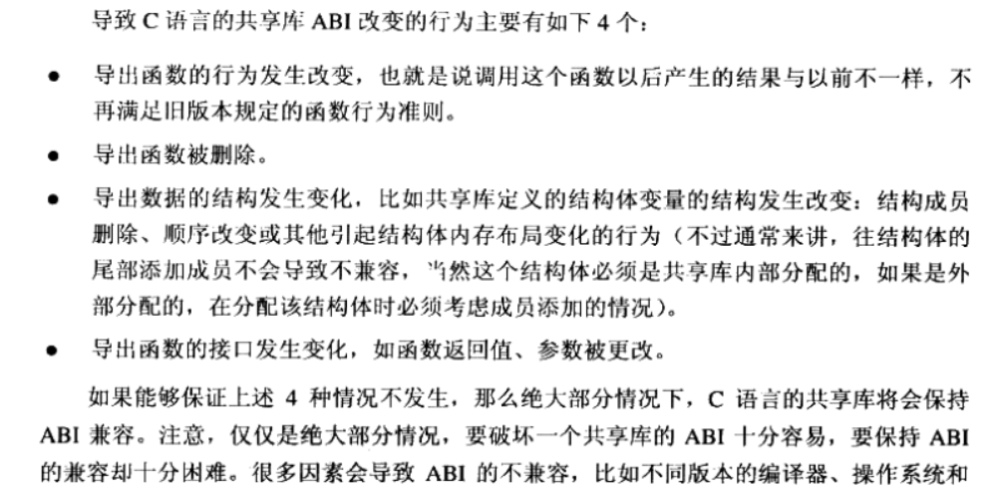 导致 C 语言的共享库 ABI 改变的行为主要有如下 4 个：
● 导出函数的行为发生改变，也就是说调用这个函数以后产生的结果与以前不一样，不
再满足旧版本规定的函数行为准则。
● 导出函数被删除。
● 导出数据的结构发生变化，比如共享库定义的结构体变量的结构发生改变：结构成员
删除、顺序改变或其他引起结构体内存布局变化的行为（不过通常来讲，往结构体的
尾部添加成员不会导致不兼容，当然这个结构体必须是共享库内部分配的，如果是外
部分配的，在分配该结构体时必须考虑成员添加的情况）。
● 导出函数的接口发生变化，如函数返回值、参数被更改。
如果能够保证上述 4 种情况不发生，那么绝大部分情况下，C 语言的共享库将会保持
ABI 兼容。注意，仅仅是绝大部分情况，要破坏一个共享库的 ABI 十分容易，要保持 ABI
的兼容却十分困难。很多因素会导致 ABI 的不兼容，比如不同版本的编译器、操作系统和